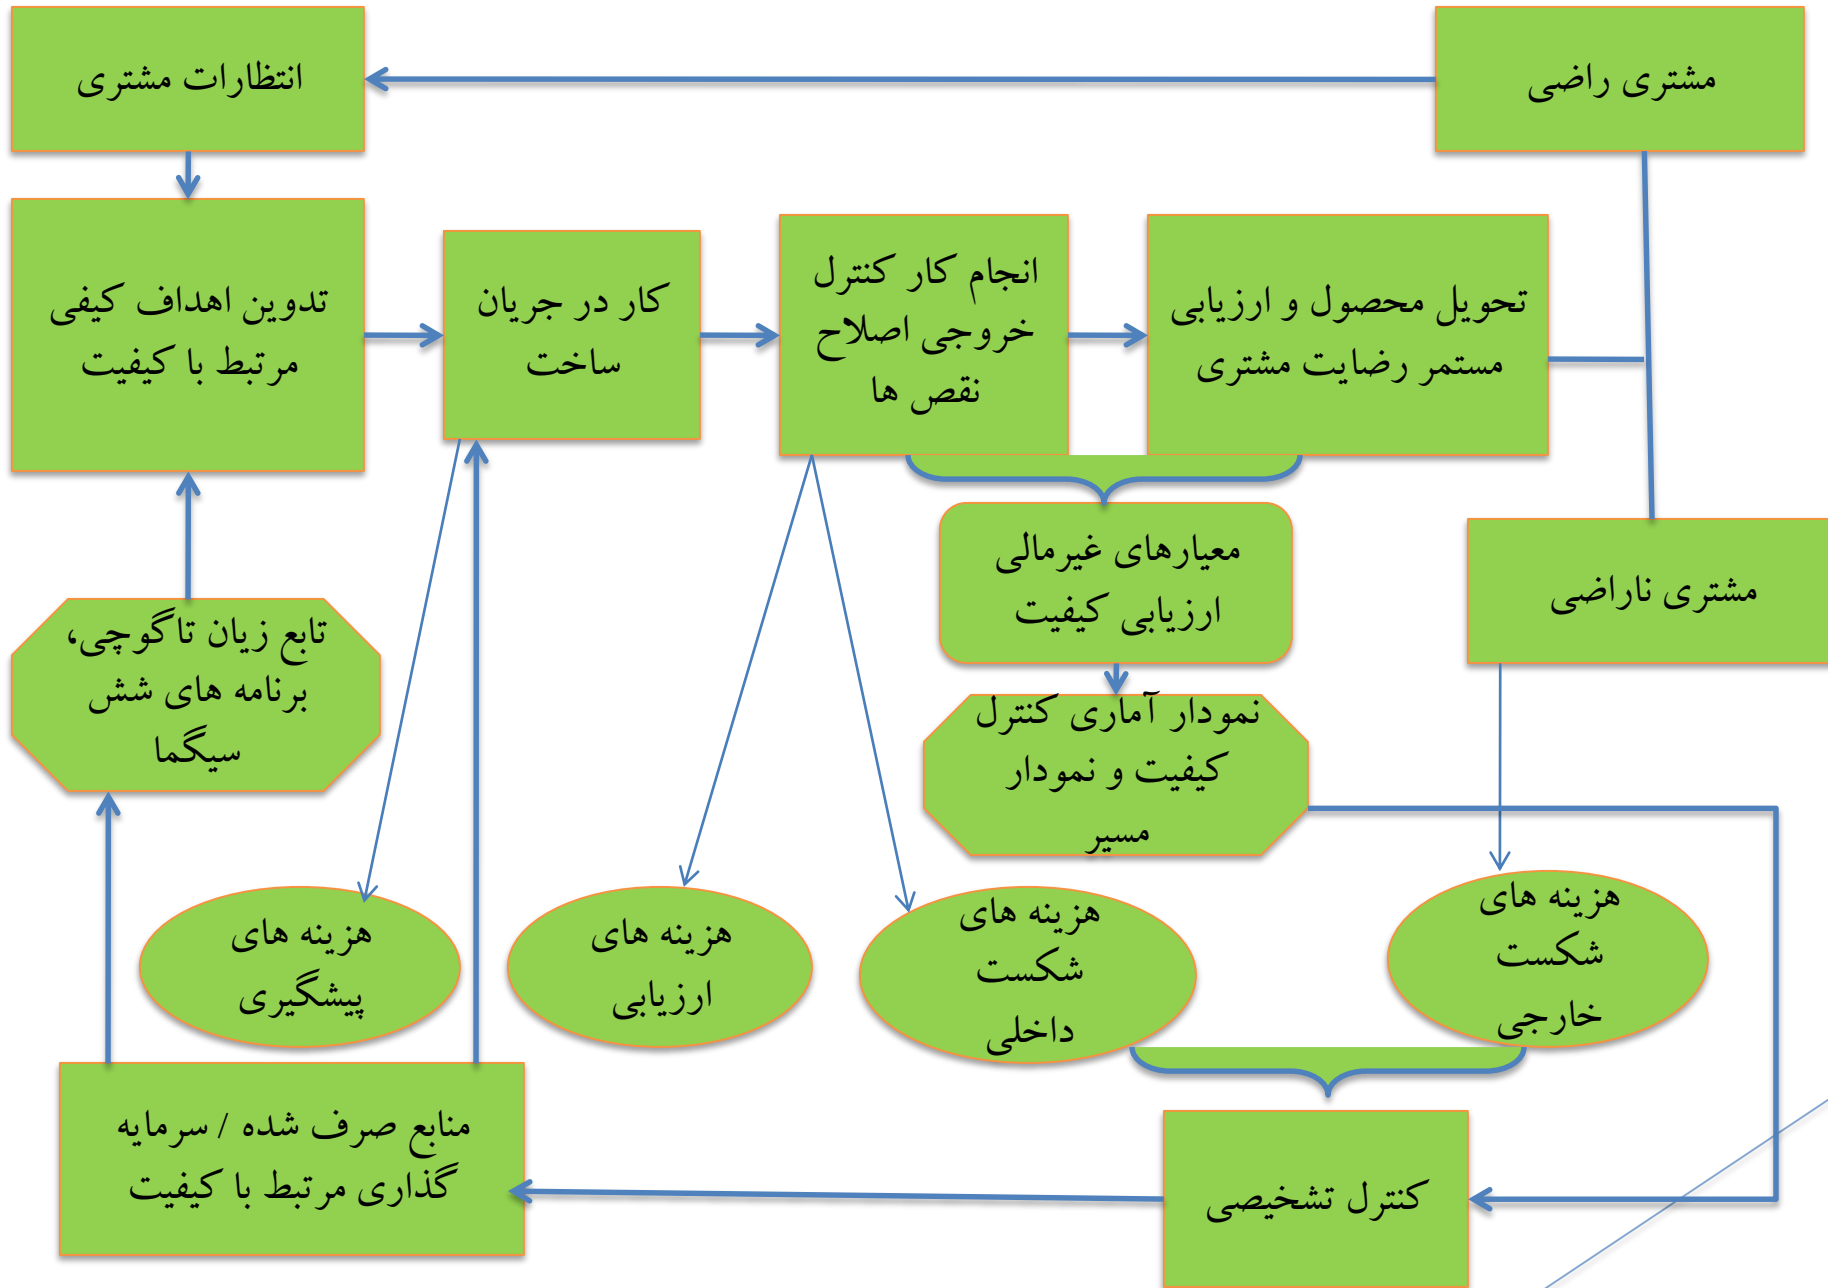 مشتری راضی
انتظارات مشتری
تدوین اهداف کیفی
مرتبط با کیفیت
کار در جریان
ساخت
انجام کار کنترل
خروجی اصلاح
نقص ها
تحویل محصول و ارزیابی
مستمر رضایت مشتری
معیارهای غیرمالی
ارزیابی کیفیت
مشتری ناراضی
تابع زیان تاگوچی،
برنامه های شش
سیگما
نمودار آماری کنترل
کیفیت و نمودار
مسیر
هزینه های
پیشگیری
هزینه های
ارزیابی
هزینه های
شکست
داخلی
هزینه های
شکست
خارجی
منابع صرف شده / سرمایه
گذاری مرتبط با کیفیت
کنترل تشخیصی